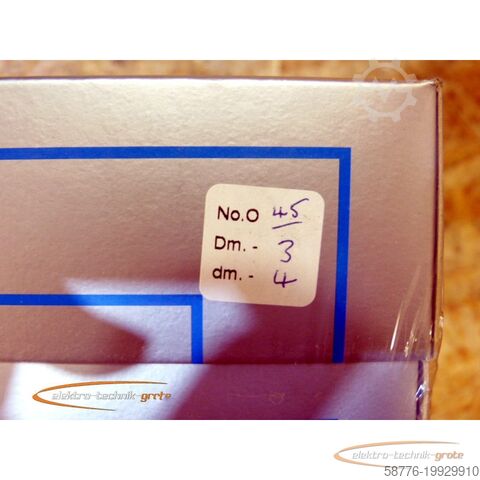 No.O 45
Dm. - 3
dm. - 4
elektro-technik-grote
elektro-technik-grote
58776-19929910